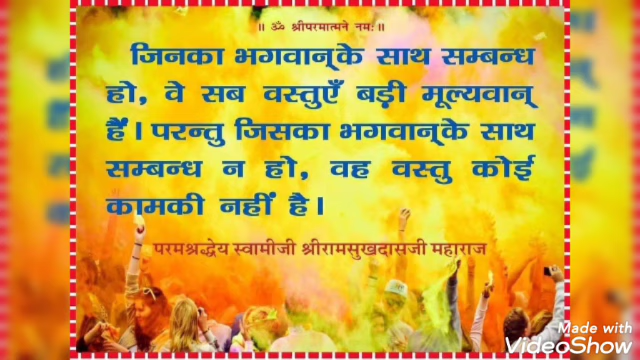 ॥ ॐ श्रीपरमात्मने नमः॥
जिनका भगवान्‌के साथ सम्बन्ध
हो, वे सब वस्तुएँ बड़ी मूल्यवान्
हैं। परन्तु जिसका भगवान्‌के साथ
सम्बन्ध न हो, वह वस्तु कोई
कामकी नहीं है।
परमश्रद्धेय स्वामीजी श्रीरामसुखदासजी महाराज
Made with
VideoShow